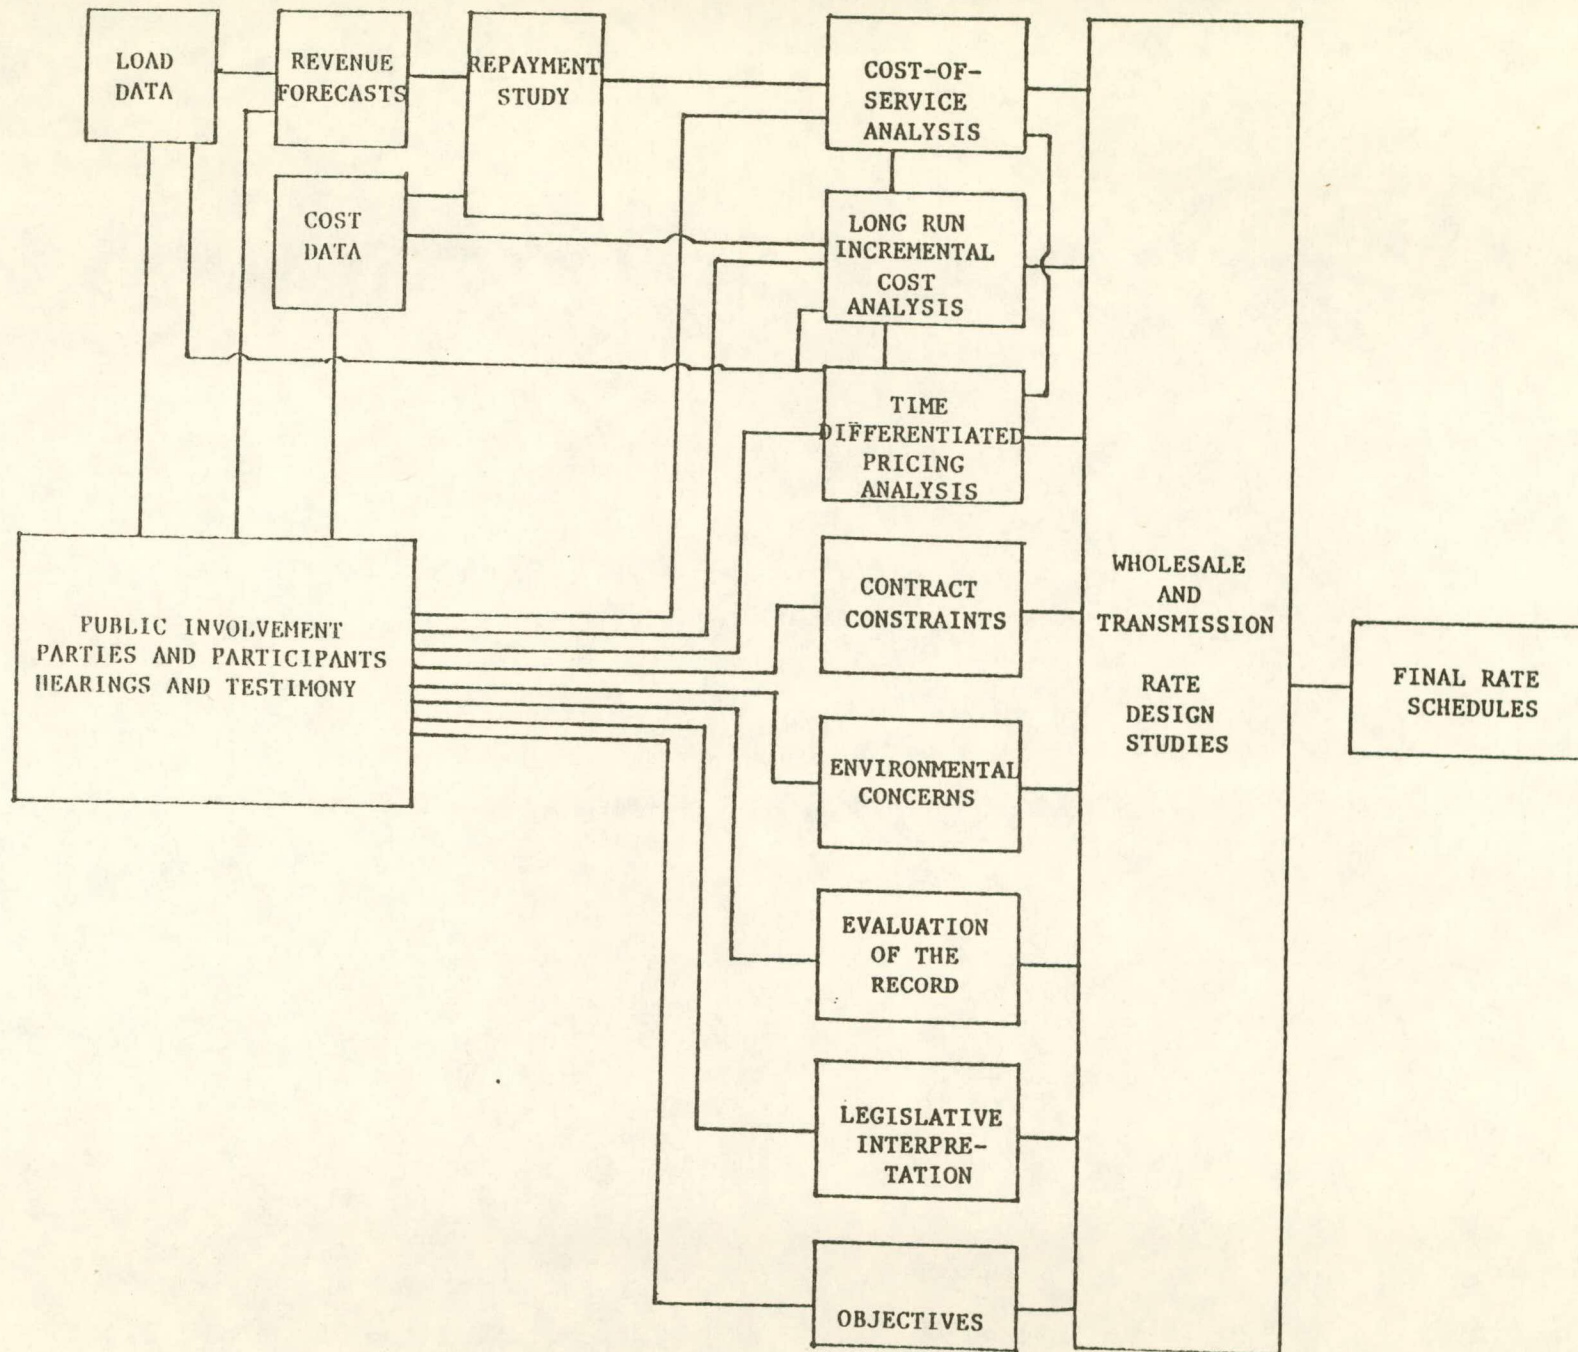 LOAD
DATA
REVENUE
FORECASTS
REPAYMENT
STUDY
COST
DATA
COST-OF-
SERVICE
ANALYSIS
LONG RUN
INCREMENTAL
COST
ANALYSIS
TIME
DIFFERENTIATED
PRICING
ANALYSIS
PUBLIC INVOLVEMENT
PARTIES AND PARTICIPANTS
HEARINGS AND TESTIMONY
CONTRACT
CONSTRAINTS
ENVIRONMENTAL
CONCERNS
EVALUATION
OF THE
RECORD
LEGISLATIVE
INTERPRE-
TATION
OBJECTIVES
WHOLESALE
AND
TRANSMISSION
RATE
DESIGN
STUDIES
FINAL RATE
SCHEDULES